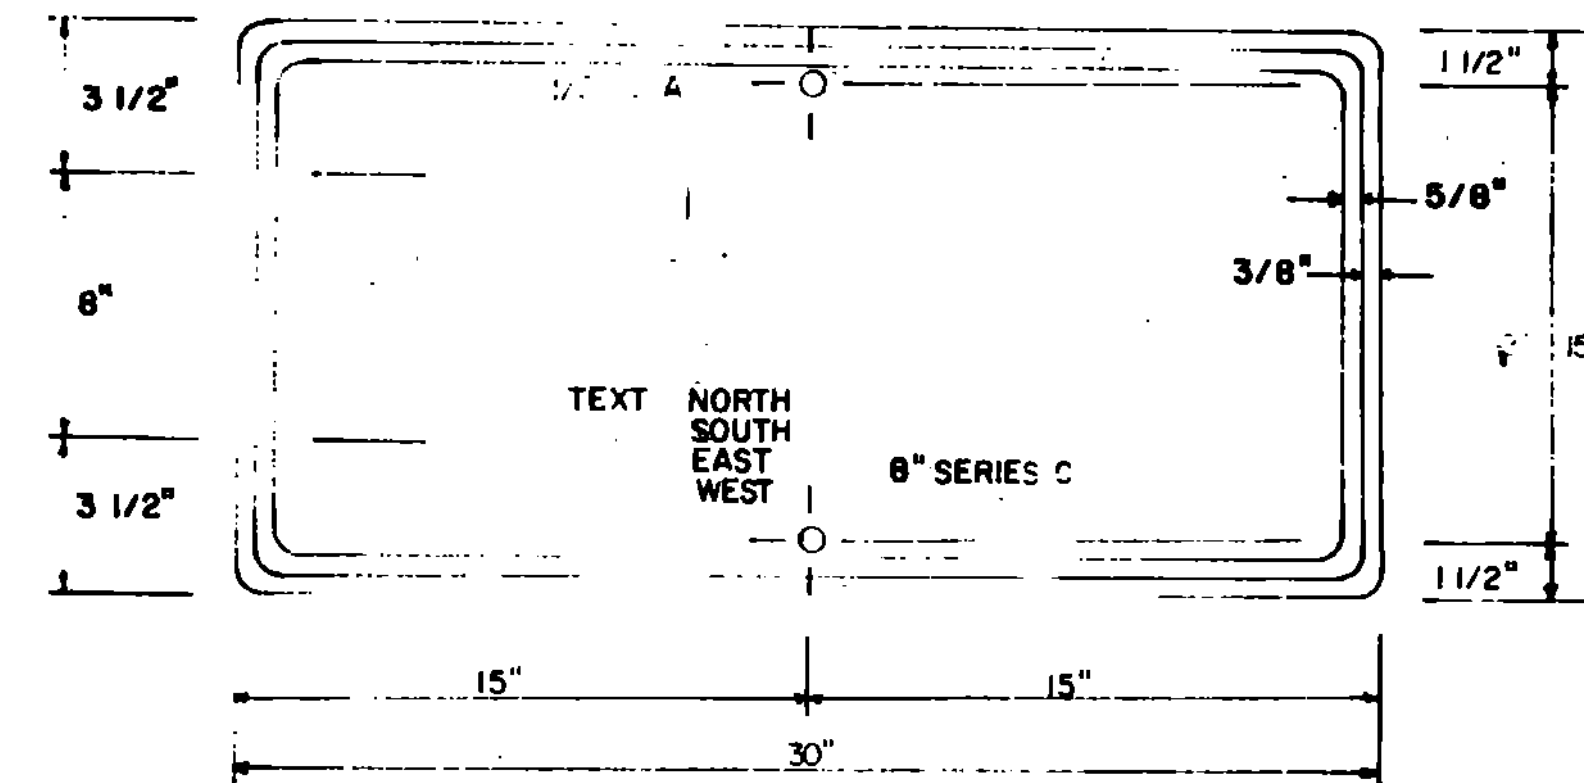 3 1/2"
1 1/2"
5/8"
3/8"
8"
15
TEXT NORTH
SOUTH
EAST
WEST
8" SERIES C
3 1/2"
1 1/2"
15"
15"
30"